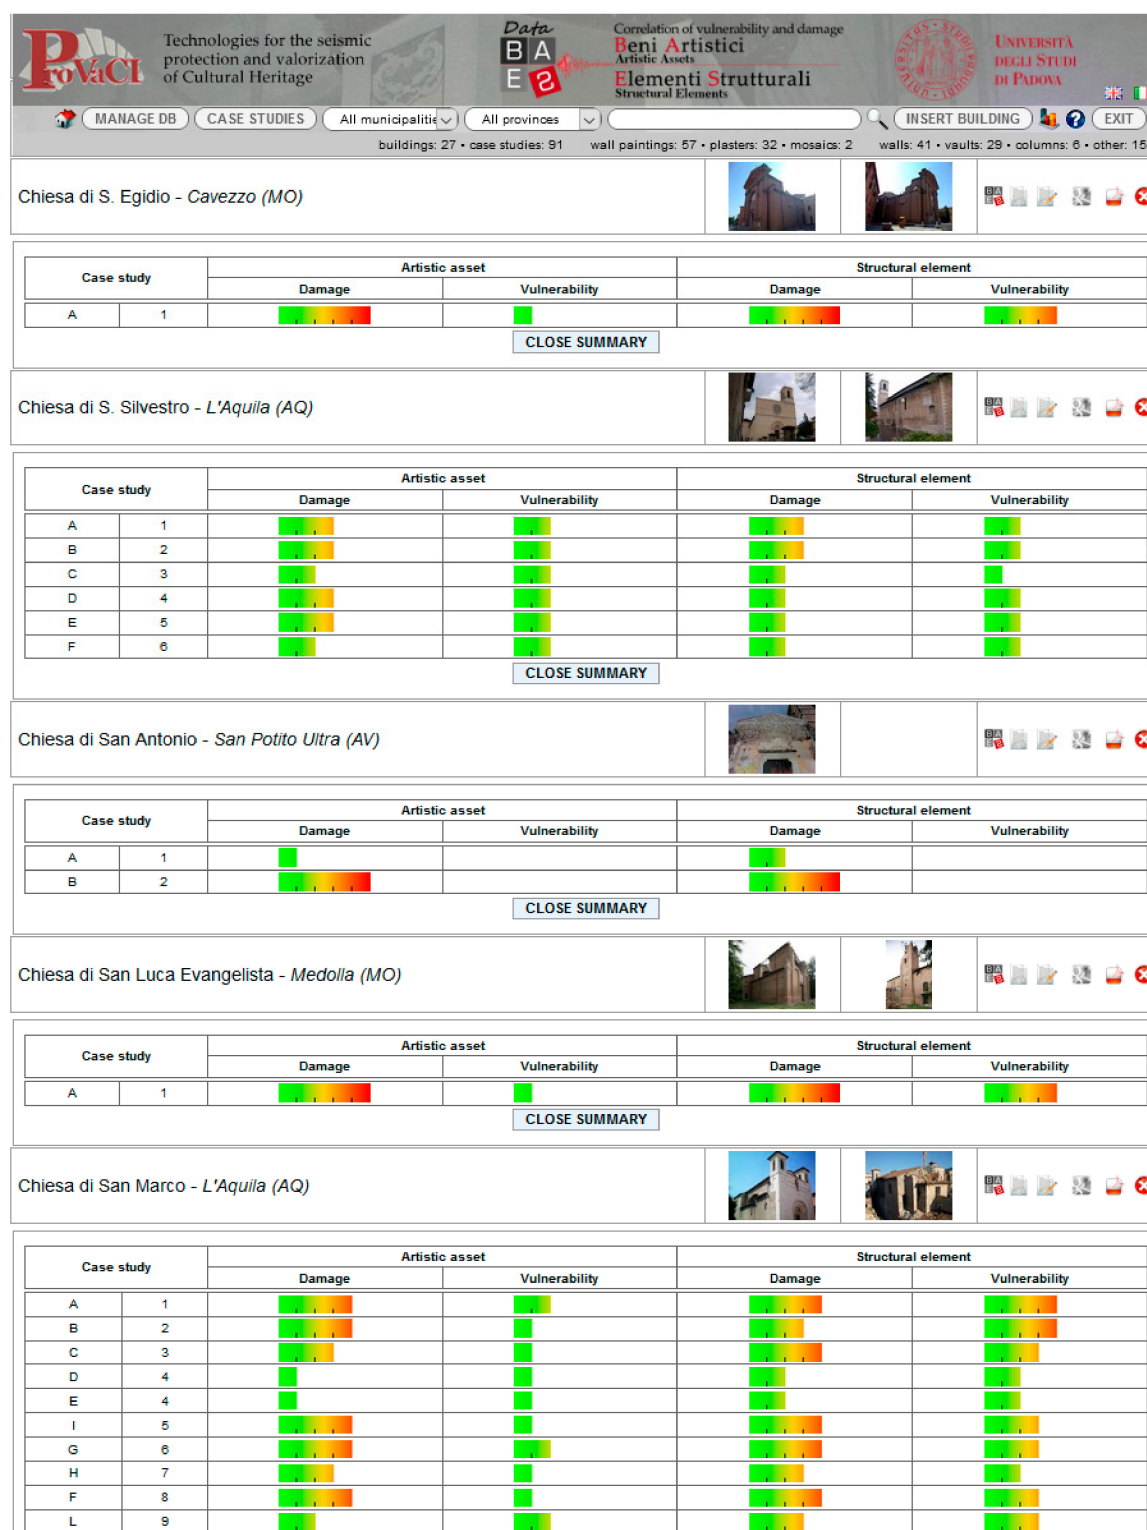 ProVaCI
Technologies for the seismic
protection and valorization
of Cultural Heritage
Data
BA
ES
Correlation of vulnerability and damage
Beni Artistici
Artistic Assets
Elementi Strutturali
Structural Elements
UNIVERSITÀ
DEGLI STUDI
DI PADOVA
MANAGE DB CASE STUDIES All municipalitie All provinces INSERT BUILDING ? EXIT
buildings: 27 • case studies: 91 wall paintings: 57 • plasters: 32 • mosaics: 2 walls: 41 • vaults: 29 • columns: 6 • other: 15
Chiesa di S. Egidio - Cavezzo (MO)
Case study Artistic asset Structural element
Damage Vulnerability Damage Vulnerability
A 1
CLOSE SUMMARY
Chiesa di S. Silvestro - L'Aquila (AQ)
Case study Artistic asset Structural element
Damage Vulnerability Damage Vulnerability
A 1
B 2
C 3
D 4
E 5
F 6
CLOSE SUMMARY
Chiesa di San Antonio - San Potito Ultra (AV)
Case study Artistic asset Structural element
Damage Vulnerability Damage Vulnerability
A 1
B 2
CLOSE SUMMARY
Chiesa di San Luca Evangelista - Medolla (MO)
Case study Artistic asset Structural element
Damage Vulnerability Damage Vulnerability
A 1
CLOSE SUMMARY
Chiesa di San Marco - L'Aquila (AQ)
Case study Artistic asset Structural element
Damage Vulnerability Damage Vulnerability
A 1
B 2
C 3
D 4
E 4
I 5
G 6
H 7
F 8
L 9